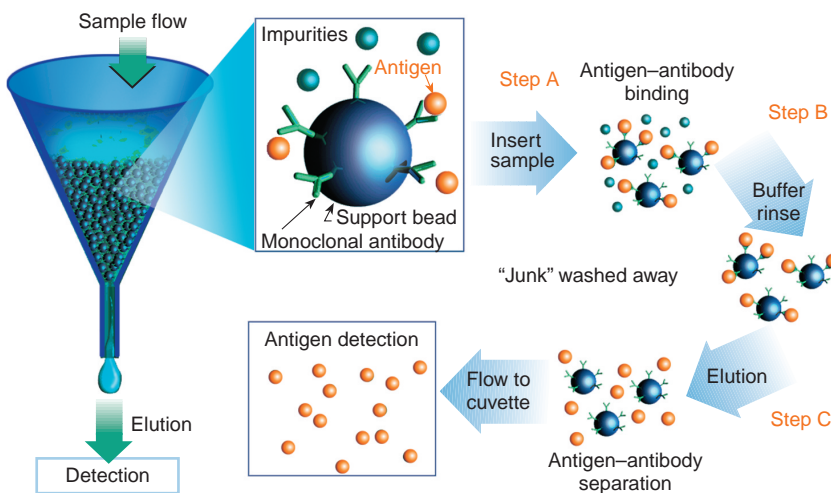 Sample flow
Elution
Detection
Impurities
Antigen
Support bead
Monoclonal antibody
Step A
Insert
sample
Antigen–antibody
binding
Step B
Buffer
rinse
“Junk” washed away
Elution
Step C
Antigen–antibody
separation
Flow to
cuvette
Antigen detection